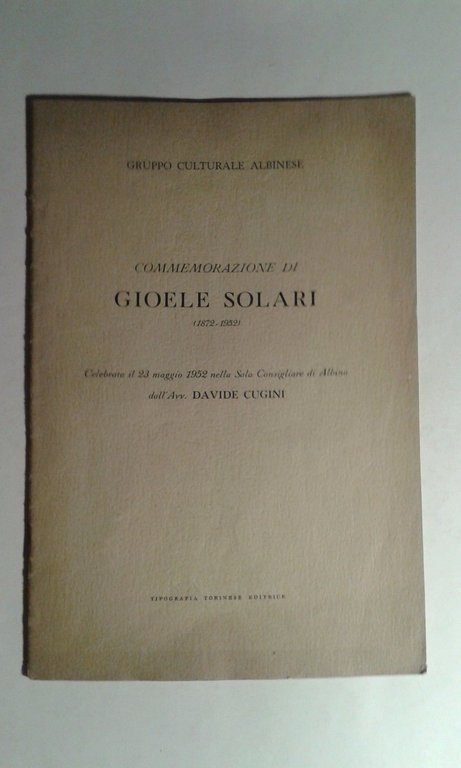 GRUPPO CULTURALE ALBINESE
COMMEMORAZIONE DI
GIOELE SOLARI
(1872-1952)
Celebrata il 23 maggio 1952 nella Sala Consigliare di Albino
dall'Avv. DAVIDE CUGINI
TIPOGRAFIA TORINESE EDITRICE